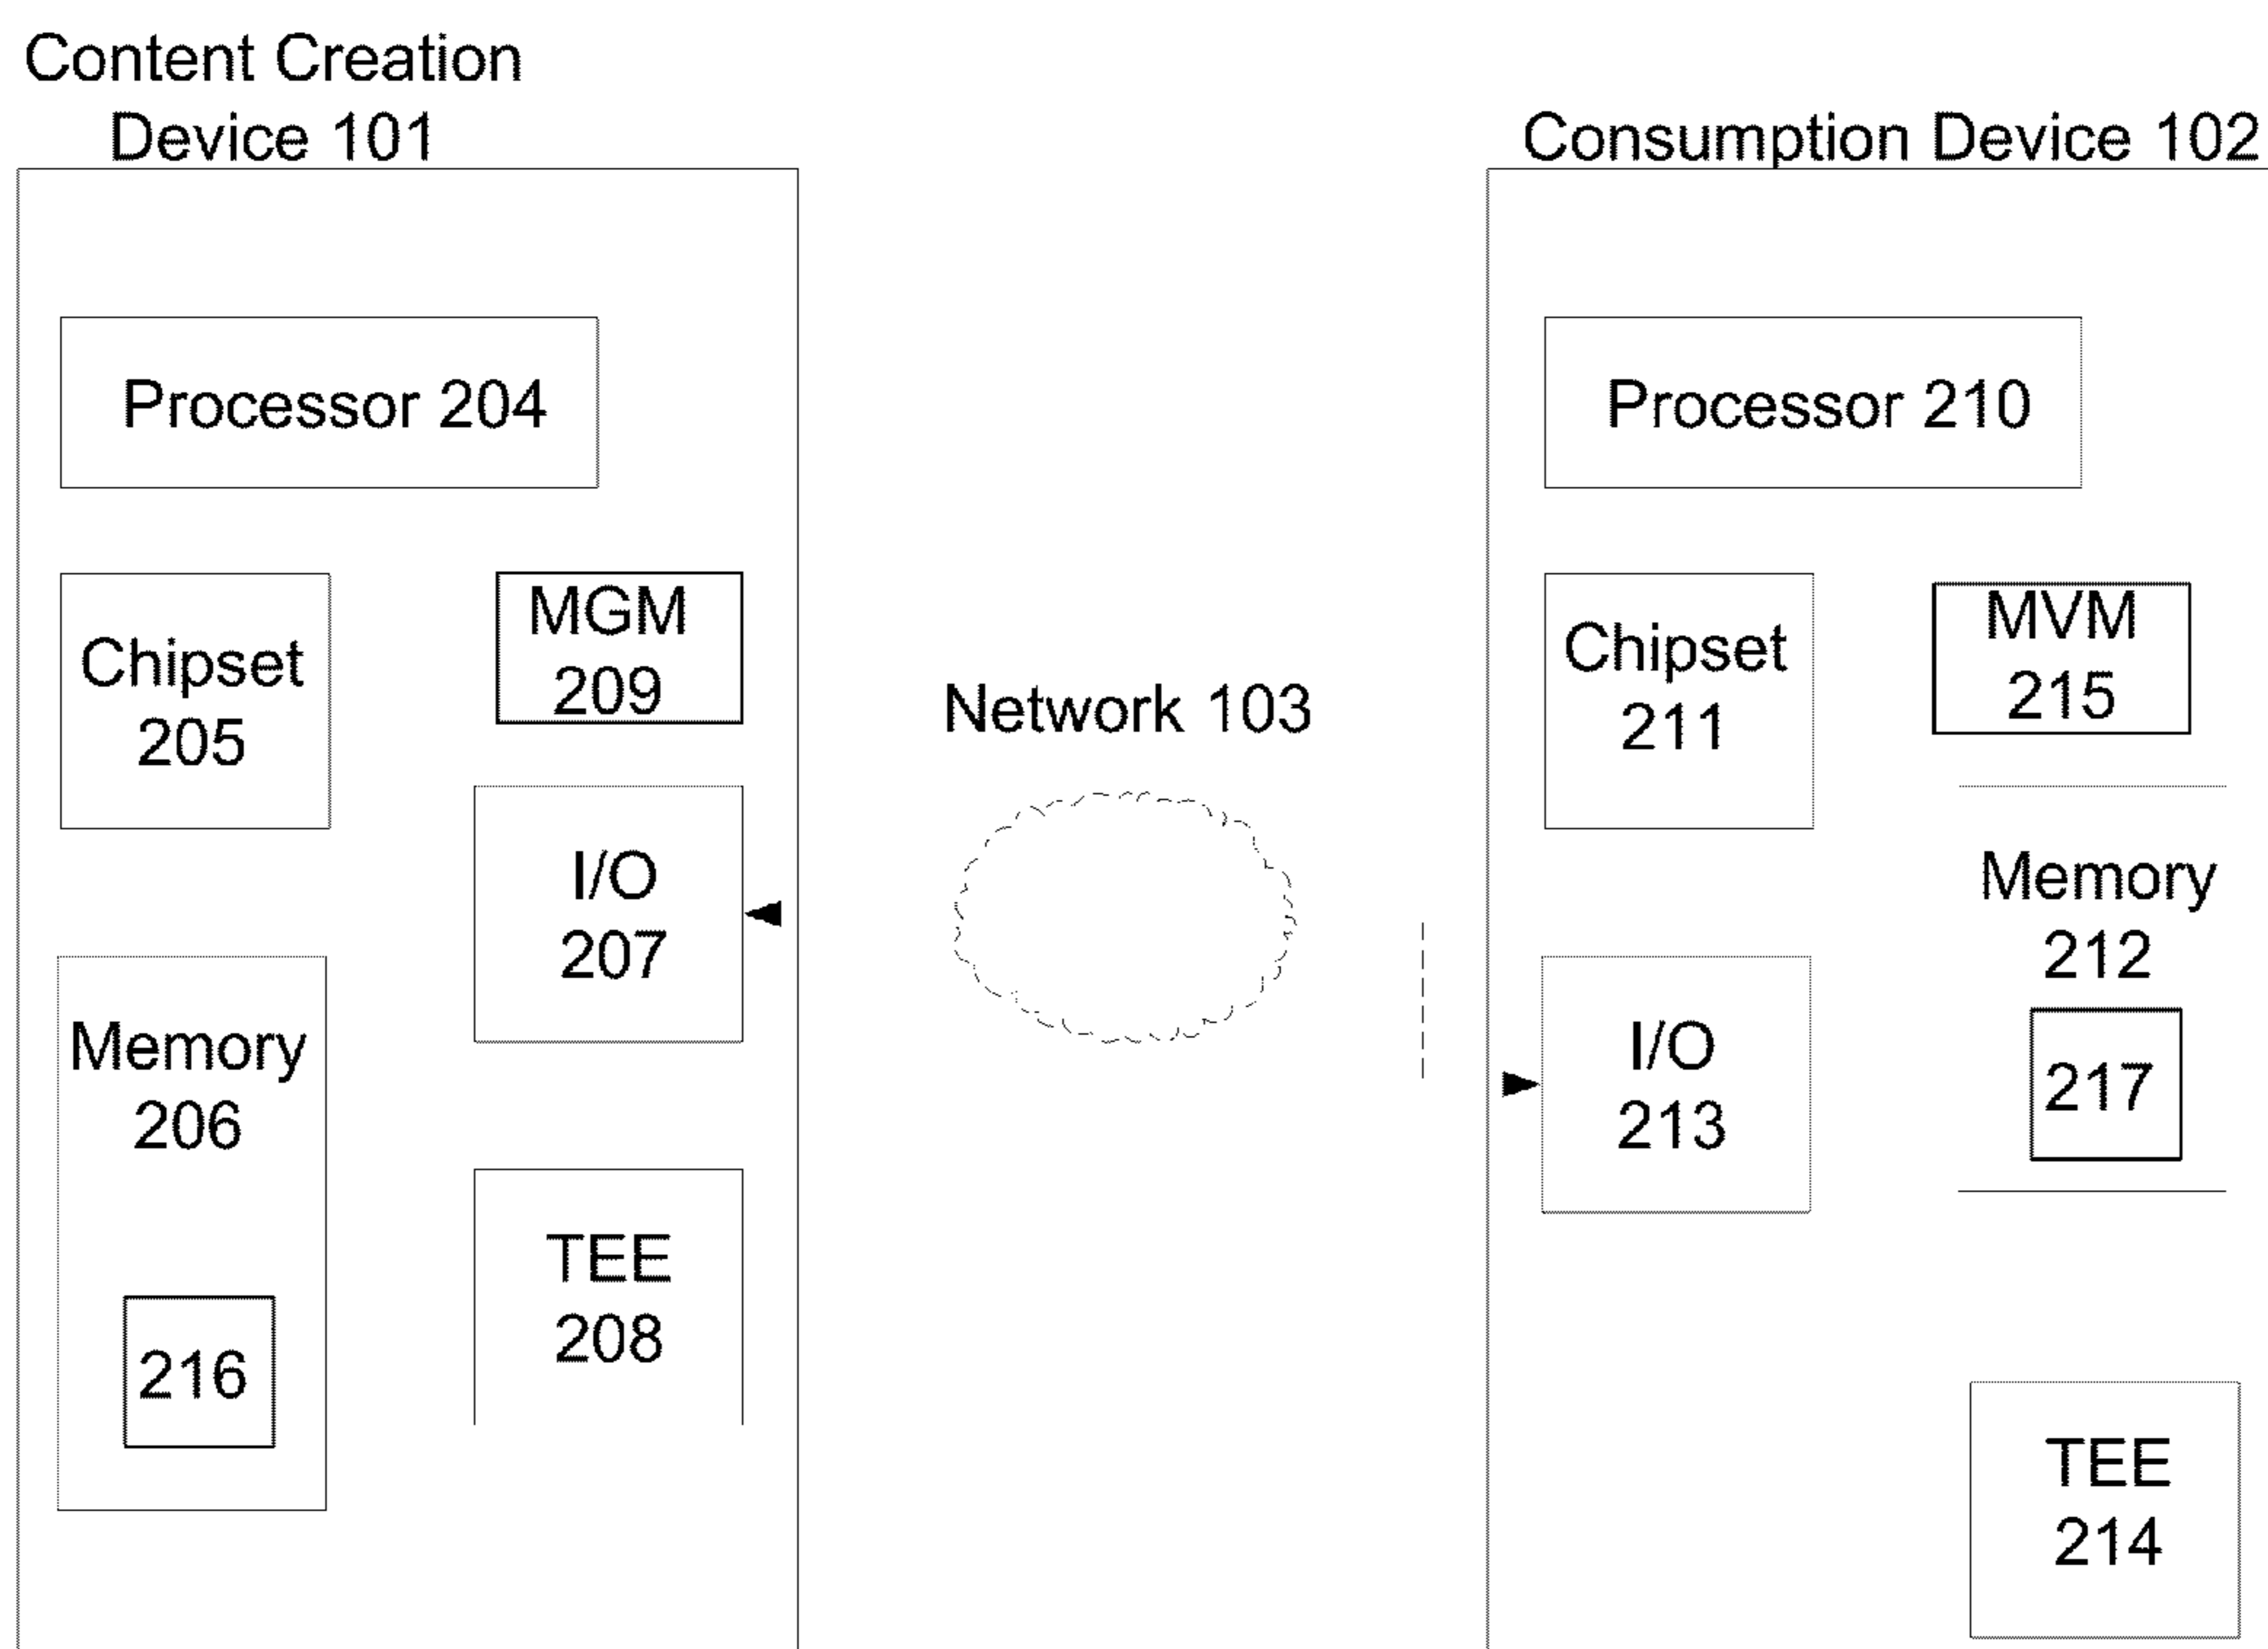 Content Creation
Device 101
Processor 204
Chipset
205
MGM
209
I/O
207
Memory
206
216
TEE
208
Network 103
Consumption Device 102
Processor 210
Chipset
211
MVM
215
Memory
212
217
I/O
213
TEE
214